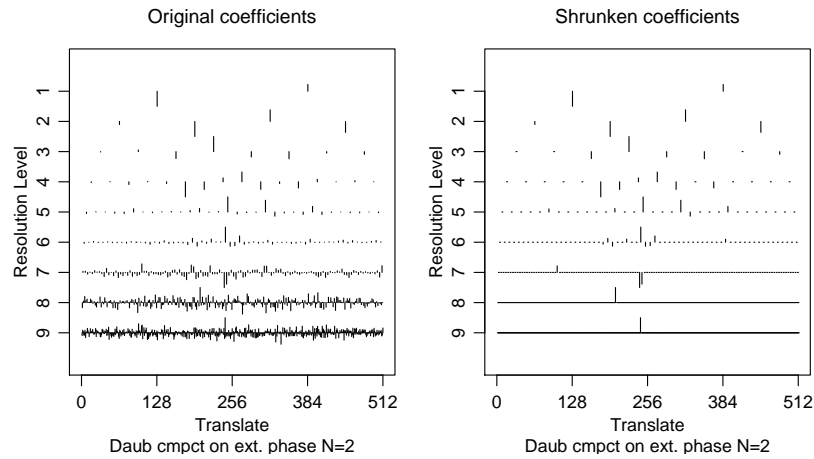 Original coefficients
Resolution Level
1
2
3
4
5
6
7
8
9
0 128 256 384 512
Translate
Daub cmpct on ext. phase N=2
Shrunken coefficients
Resolution Level
1
2
3
4
5
6
7
8
9
0 128 256 384 512
Translate
Daub cmpct on ext. phase N=2